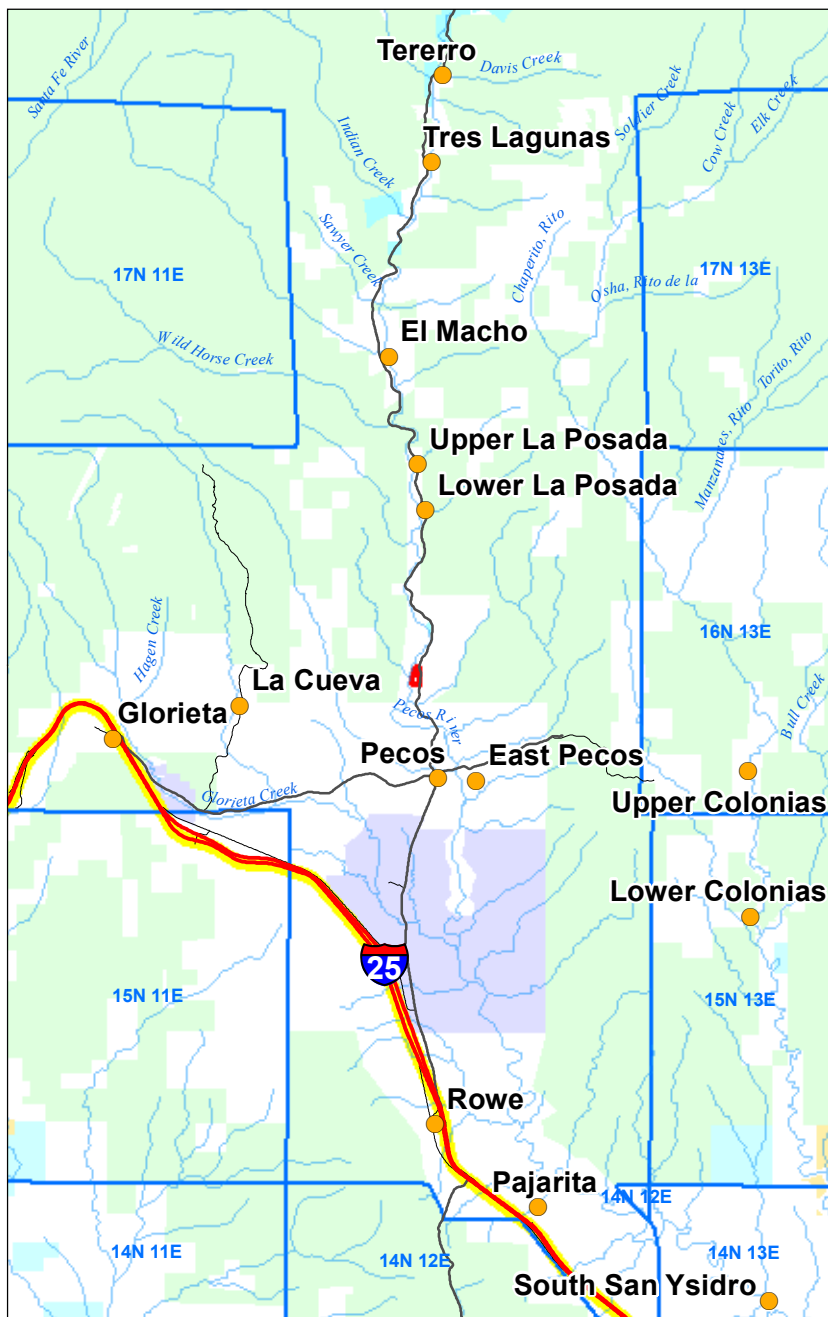 Tererro
Santa Fe River
Davis Creek
Soldier Creek
Cow Creek
Elk Creek
Indian Creek
Tres Lagunas
Sawyer Creek
Chaperito, Rito
17N 11E
17N 13E
Osha, Rito de la
El Macho
Wild Horse Creek
Manzanares, Rito
Torito, Rito
Upper La Posada
Lower La Posada
16N 13E
Hagen Creek
La Cueva
Bull Creek
Glorieta
Pecos River
Pecos
East Pecos
Glorieta Creek
Upper Colonias
Lower Colonias
25
15N 11E
15N 13E
Rowe
Pajarita
14N 12E
14N 11E
14N 12E
14N 13E
South San Ysidro